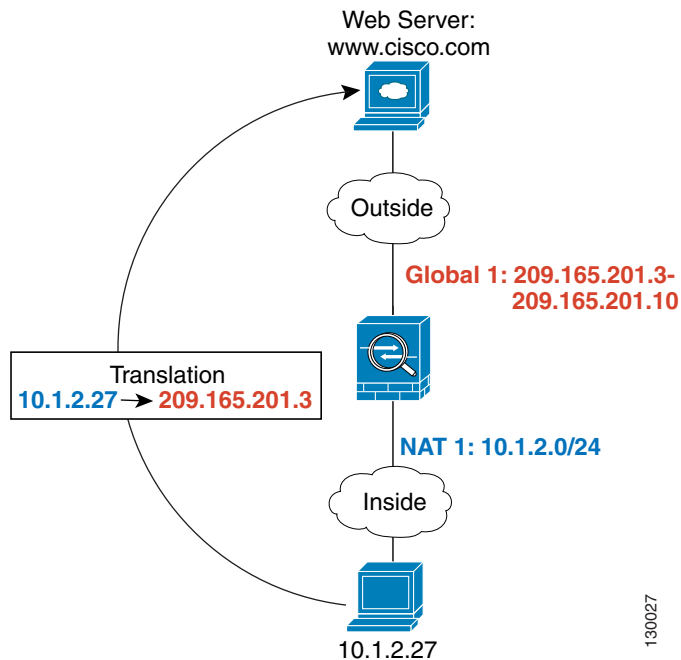 Web Server:
www.cisco.com
Outside
Global 1: 209.165.201.3-
209.165.201.10
Translation
10.1.2.27 → 209.165.201.3
NAT 1: 10.1.2.0/24
Inside
10.1.2.27
130027